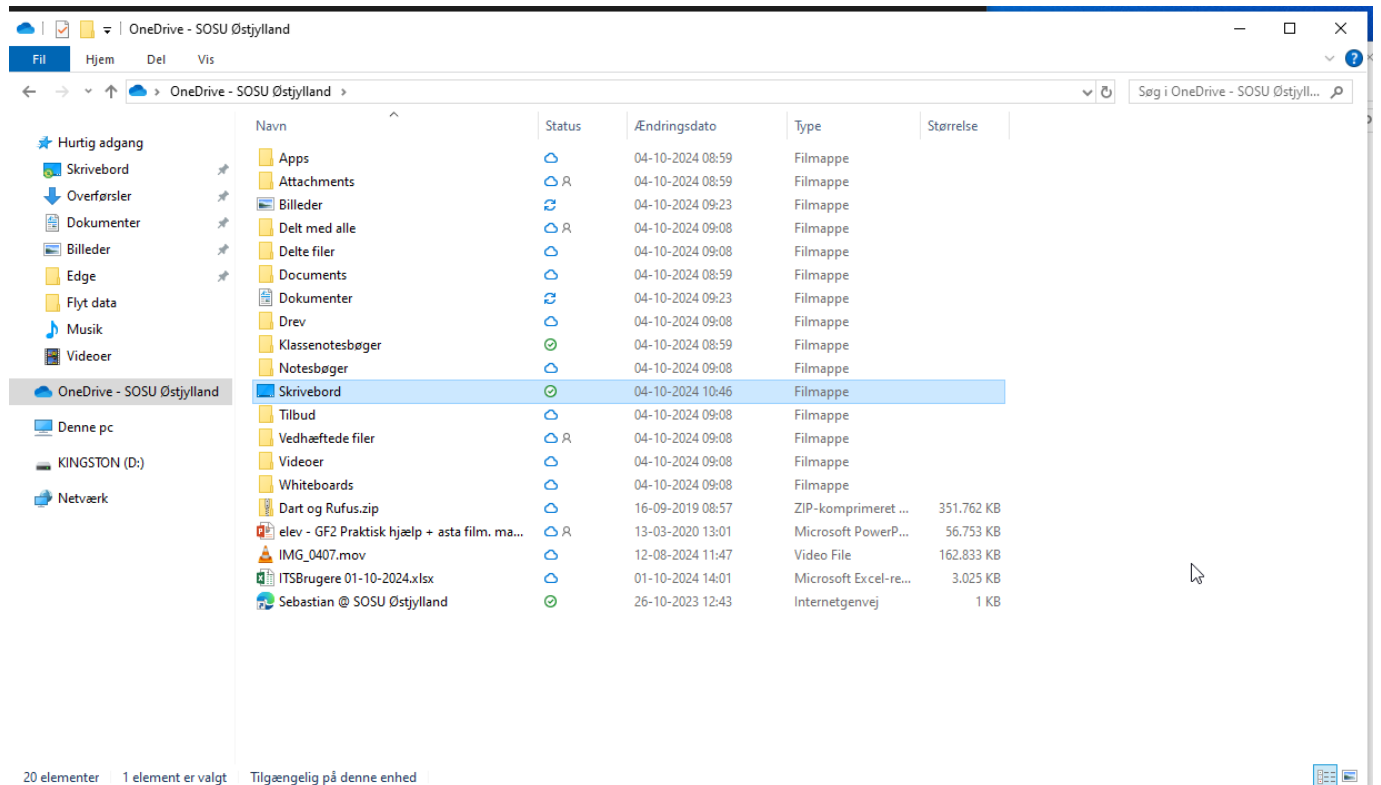 OneDrive - SOSU Østjylland
Fil Hjem Del Vis
OneDrive - SOSU Østjylland
Søg i OneDrive - SOSU Østjyll...
Navn Status Ændringsdato Type Størrelse
Hurtig adgang
Skrivebord
Overførsler
Dokumenter
Billeder
Edge
Flyt data
Musik
Videoer
OneDrive - SOSU Østjylland
Denne pc
KINGSTON (D:)
Netværk
Apps 04-10-2024 08:59 Filmappe
Attachments 04-10-2024 08:59 Filmappe
Billeder 04-10-2024 09:23 Filmappe
Delt med alle 04-10-2024 09:08 Filmappe
Delte filer 04-10-2024 09:08 Filmappe
Documents 04-10-2024 08:59 Filmappe
Dokumenter 04-10-2024 09:23 Filmappe
Drev 04-10-2024 09:08 Filmappe
Klassenotesbøger 04-10-2024 08:59 Filmappe
Notesbøger 04-10-2024 09:08 Filmappe
Skrivebord 04-10-2024 10:46 Filmappe
Tilbud 04-10-2024 09:08 Filmappe
Vedhæftede filer 04-10-2024 09:08 Filmappe
Videoer 04-10-2024 09:08 Filmappe
Whiteboards 04-10-2024 09:08 Filmappe
Dart og Rufus.zip 16-09-2019 08:57 ZIP-komprimeret ... 351.762 KB
elev - GF2 Praktisk hjælp + asta film. ma... 13-03-2020 13:01 Microsoft PowerP... 56.753 KB
IMG_0407.mov 12-08-2024 11:47 Video File 162.833 KB
ITSBrugere 01-10-2024.xlsx 01-10-2024 14:01 Microsoft Excel-re... 3.025 KB
Sebastian @ SOSU Østjylland 26-10-2023 12:43 Internetgenvej 1 KB
20 elementer 1 element er valgt Tilgængelig på denne enhed